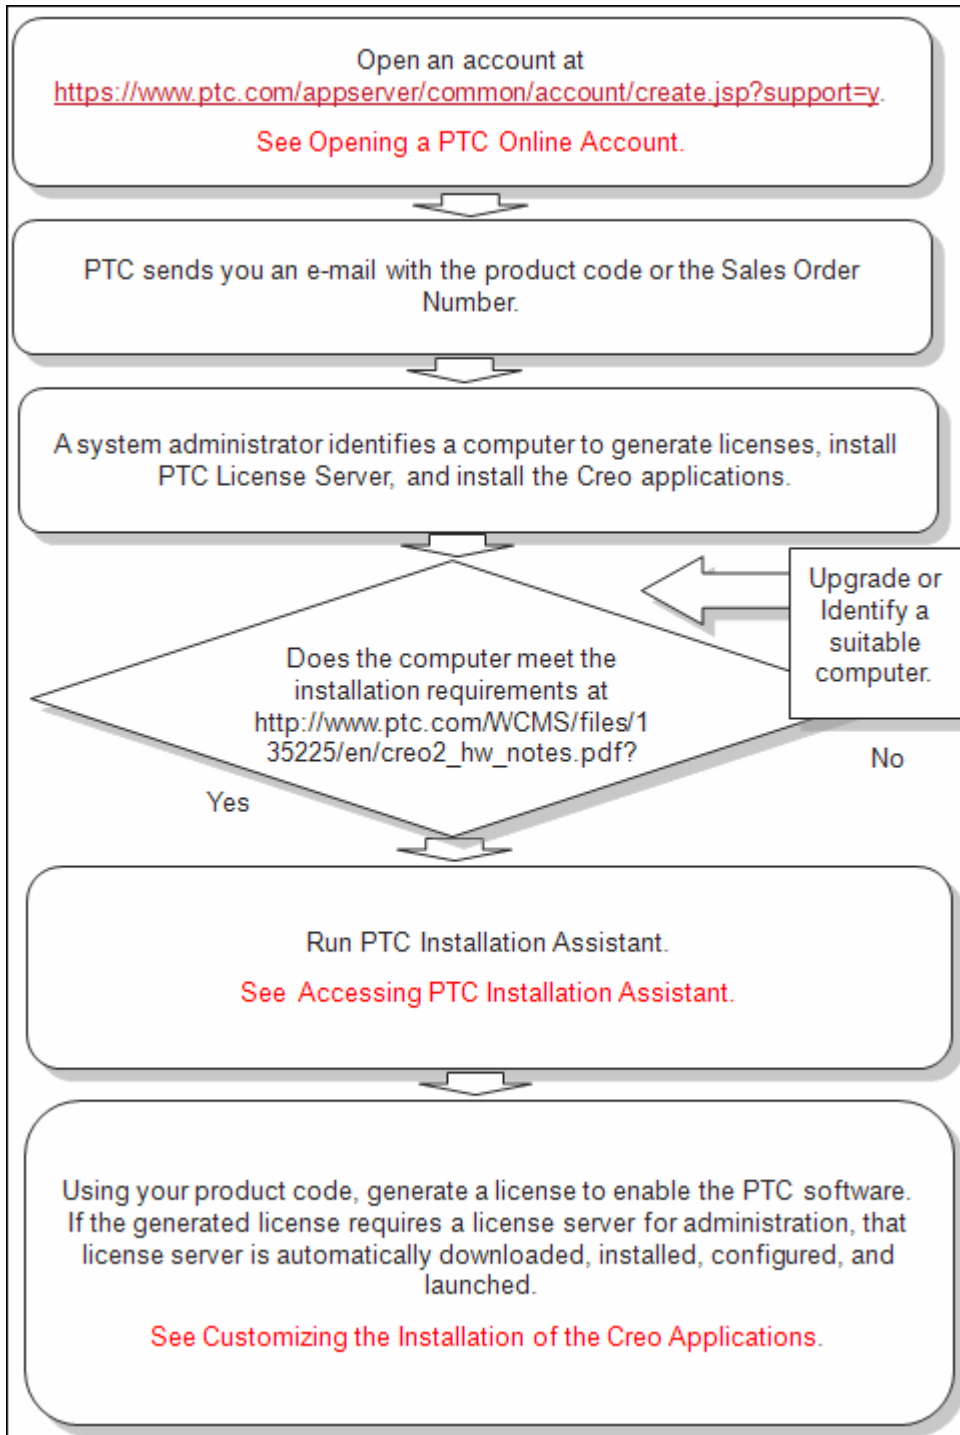 Open an account at
https://www.ptc.com/appserver/common/account/create.jsp?support=y.
See Opening a PTC Online Account.
PTC sends you an e-mail with the product code or the Sales Order
Number.
A system administrator identifies a computer to generate licenses, install
PTC License Server, and install the Creo applications.
Upgrade or
Identify a
suitable
computer.
Does the computer meet the
installation requirements at
http://www.ptc.com/WCMS/files/1
35225/en/creo2_hw_notes.pdf?
No
Yes
Run PTC Installation Assistant.
See Accessing PTC Installation Assistant.
Using your product code, generate a license to enable the PTC software.
If the generated license requires a license server for administration, that
license server is automatically downloaded, installed, configured, and
launched.
See Customizing the Installation of the Creo Applications.